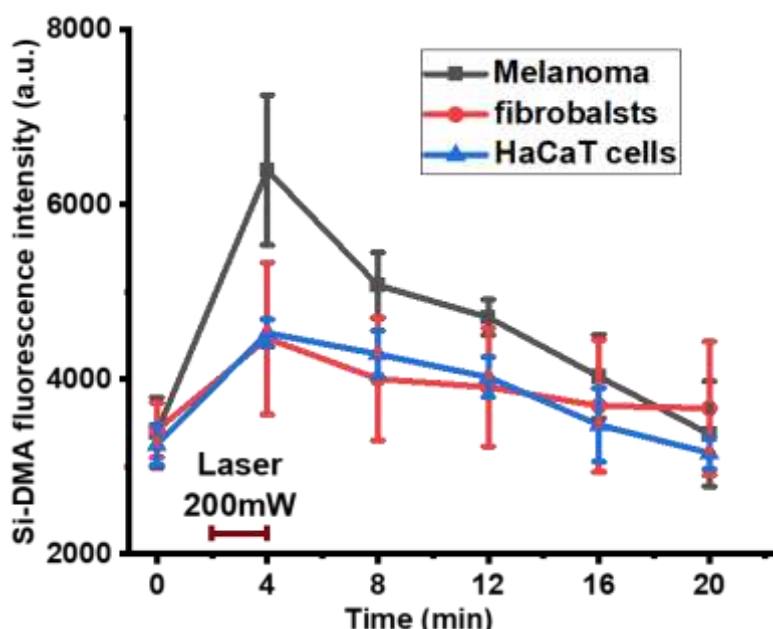 Si-DMA fluorescence intensity (a.u.)
8000
6000
4000
2000
Melanoma
fibrobalsts
HaCaT cells
Laser
200mW
0 4 8 12 16 20
Time (min)